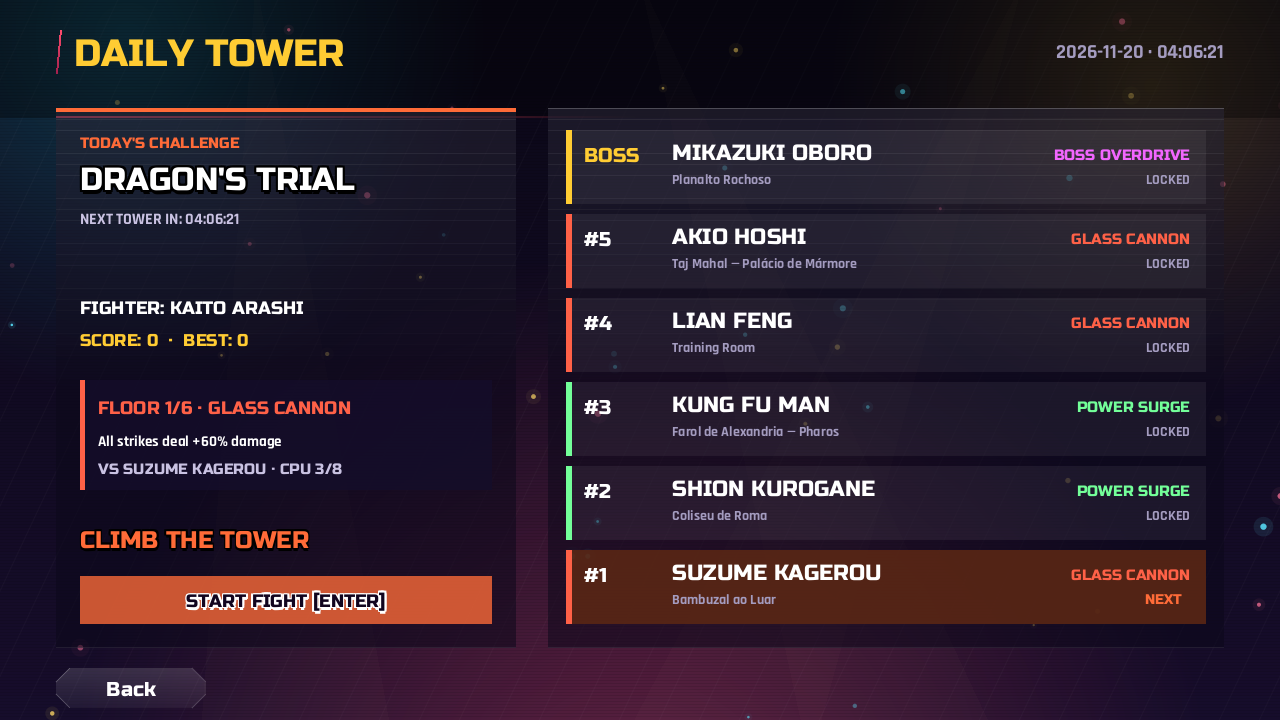 DAILY TOWER
2026-11-20 · 04:06:21
TODAY'S CHALLENGE
DRAGON'S TRIAL
NEXT TOWER IN: 04:06:21
FIGHTER: KAITO ARASHI
SCORE: 0 · BEST: 0
FLOOR 1/6 · GLASS CANNON
All strikes deal +60% damage
VS SUZUME KAGEROU · CPU 3/8
CLIMB THE TOWER
START FIGHT [ENTER]
BOSS MIKAZUKI OBORO BOSS OVERDRIVE
Planalto Rochoso LOCKED
#5 AKIO HOSHI GLASS CANNON
Taj Mahal — Palácio de Mármore LOCKED
#4 LIAN FENG GLASS CANNON
Training Room LOCKED
#3 KUNG FU MAN POWER SURGE
Farol de Alexandria — Pharos LOCKED
#2 SHION KUROGANE POWER SURGE
Coliseu de Roma LOCKED
#1 SUZUME KAGEROU GLASS CANNON
Bambuzal ao Luar NEXT
Back